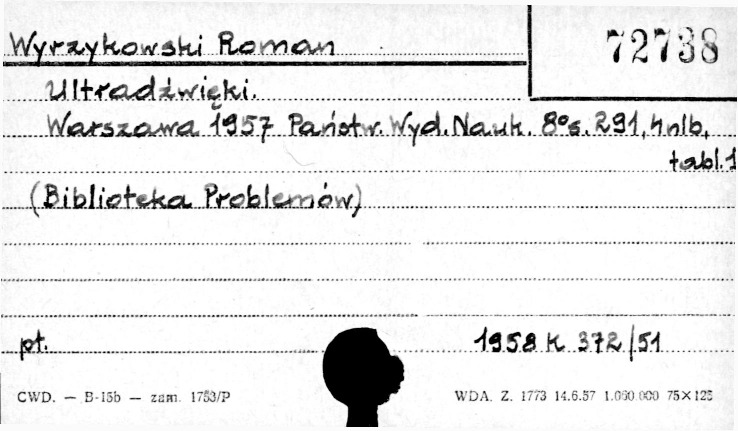 Wyrzykowski Roman
72738
Ultradźwięki.
Warszawa 1957 Państw. Wyd. Nauk. 8° s. 291, 4 nlb,
tabl. 1
(Biblioteka Problemów)
pt.
1958 K 372/51
CWD. — B-15b — zam. 1753/P
WDA. Z. 1773 14.6.57 1.060.000 75×125